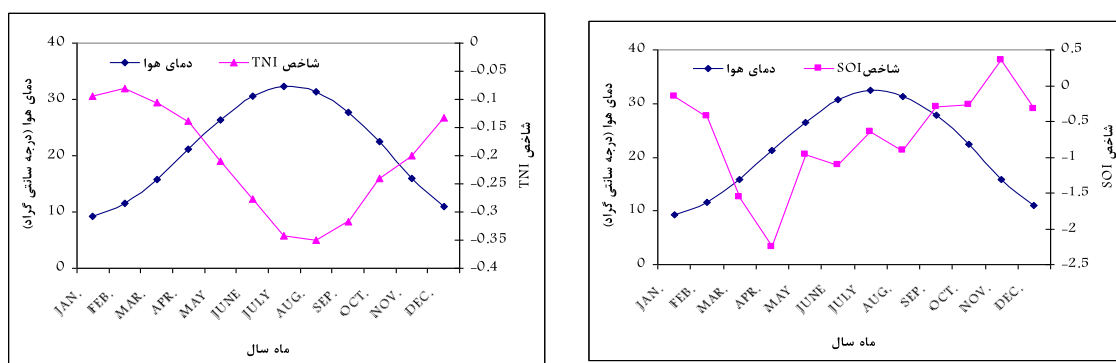 دمای هوا
شاخص TNI
دمای هوا (درجه سانتی گراد)
40
30
20
10
0
شاخص TNI
0
-0.05
-0.1
-0.15
-0.2
-0.25
-0.3
-0.35
-0.4
JAN.
FEB.
MAR.
APR.
MAY
JUNE
JULY
AUG.
SEP.
OCT.
NOV.
DEC.
ماه سال
دمای هوا
شاخص SOI
دمای هوا (درجه سانتی گراد)
40
30
20
10
0
شاخص SOI
0.5
0
-0.5
-1
-1.5
-2
-2.5
JAN.
FEB.
MAR.
APR.
MAY
JUNE
JULY
AUG.
SEP.
OCT.
NOV.
DEC.
ماه سال